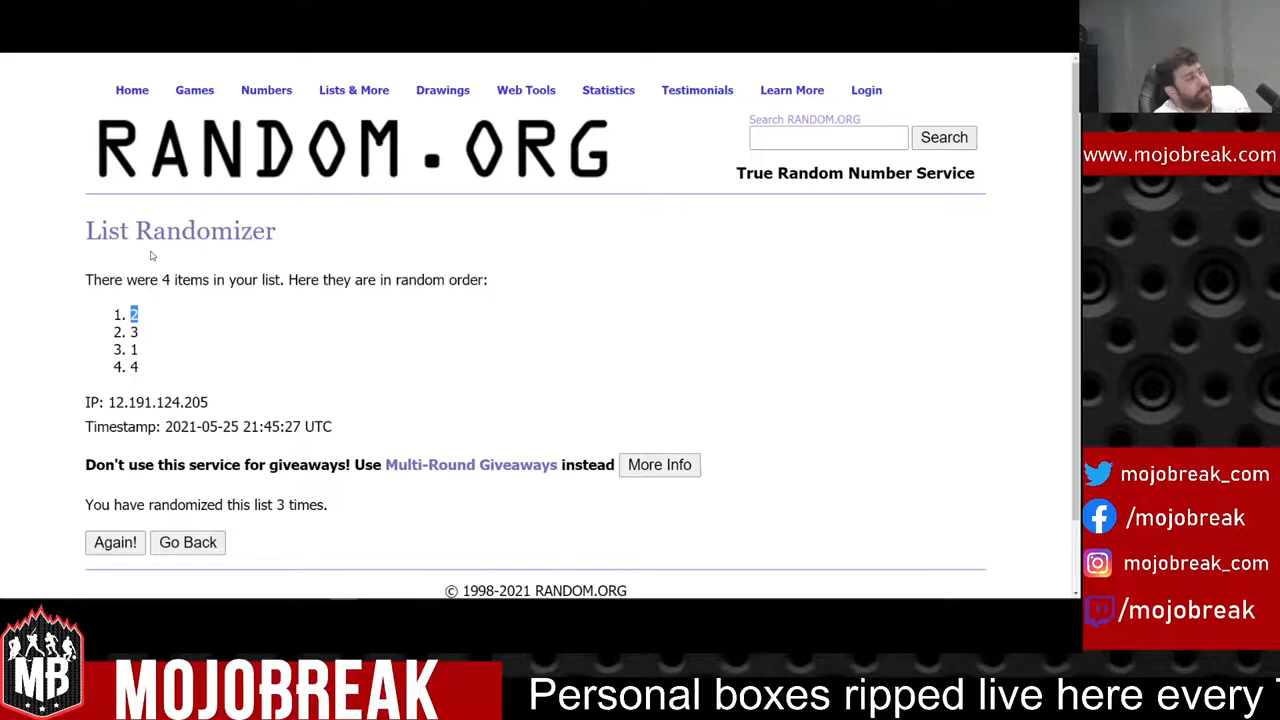 Home Games Numbers Lists & More Drawings Web Tools Statistics Testimonials Learn More Login
RANDOM.ORG
Search RANDOM.ORG
Search
True Random Number Service
www.mojobreak.com
List Randomizer
There were 4 items in your list. Here they are in random order:
1. 2
2. 3
3. 1
4. 4
IP: 12.191.124.205
Timestamp: 2021-05-25 21:45:27 UTC
Don't use this service for giveaways! Use Multi-Round Giveaways instead More Info
You have randomized this list 3 times.
Again! Go Back
© 1998-2021 RANDOM.ORG
mojobreak_com
/mojobreak
mojobreak_com
/mojobreak
MB
MOJOBREAK
Personal boxes ripped live here every